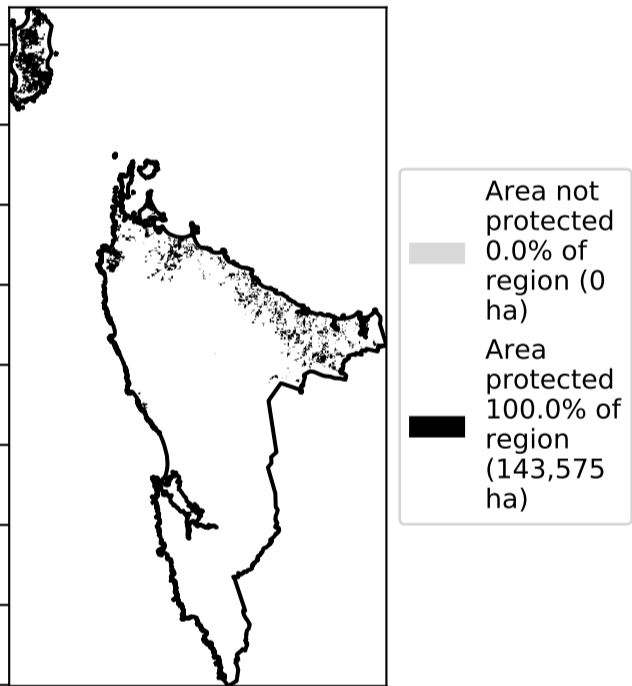 Area not
protected
0.0% of
region (0
ha)
Area
protected
100.0% of
region
(143,575
ha)